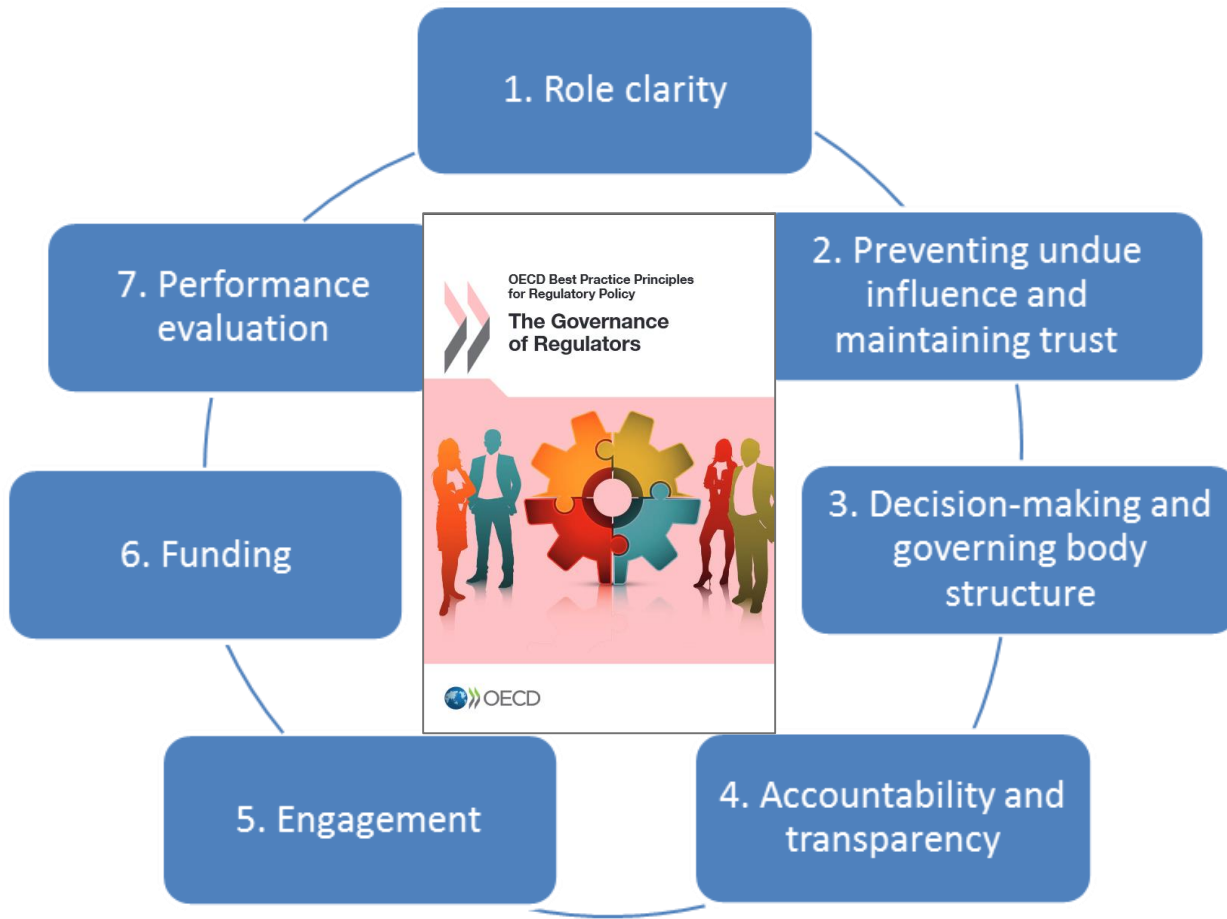 1. Role clarity
2. Preventing undue
influence and
maintaining trust
3. Decision-making and
governing body
structure
4. Accountability and
transparency
5. Engagement
6. Funding
7. Performance
evaluation
OECD Best Practice Principles
for Regulatory Policy
The Governance
of Regulators
OECD